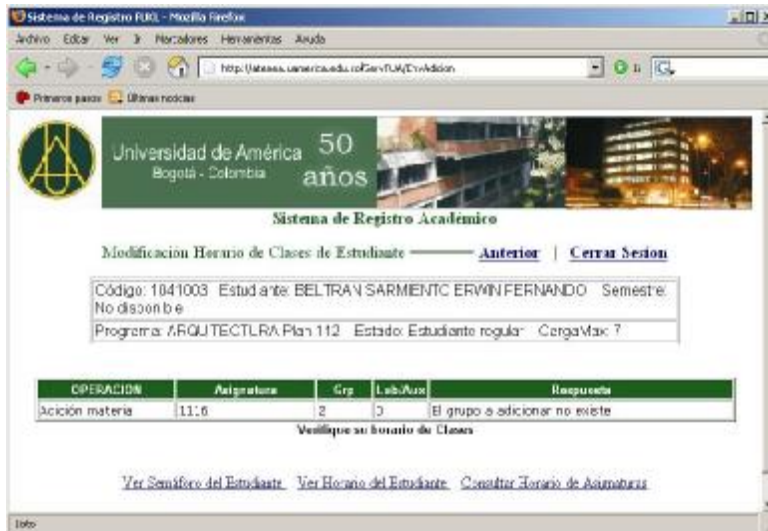 Sistema de Registro FUKL - Mozilla Firefox
Archivo Editar Ver Ir Marcadores Herramientas Ayuda
Primeros pasos Últimas noticias
Universidad de América 50
Bogotá - Colombia años
Sistema de Registro Académico
Modificación Horario de Clases de Estudiante Anterior | Cerrar Sesion
Código: 1041003 Estudiante: BELTRAN SARMIENTO ERWIN FERNANDO Semestre:
No disponible
Programa: ARQUITECTURA Plan 112 Estado: Estudiante regular CargaMax: 7
OPERACION Asignatura Grp Lab/Aux Respuesta
Adición materia 1116 2 0 El grupo a adicionar no existe
Verifique su horario de Clases
Ver Semáforo del Estudiante Ver Horario del Estudiante Consultar Horario de Asignaturas
Listo